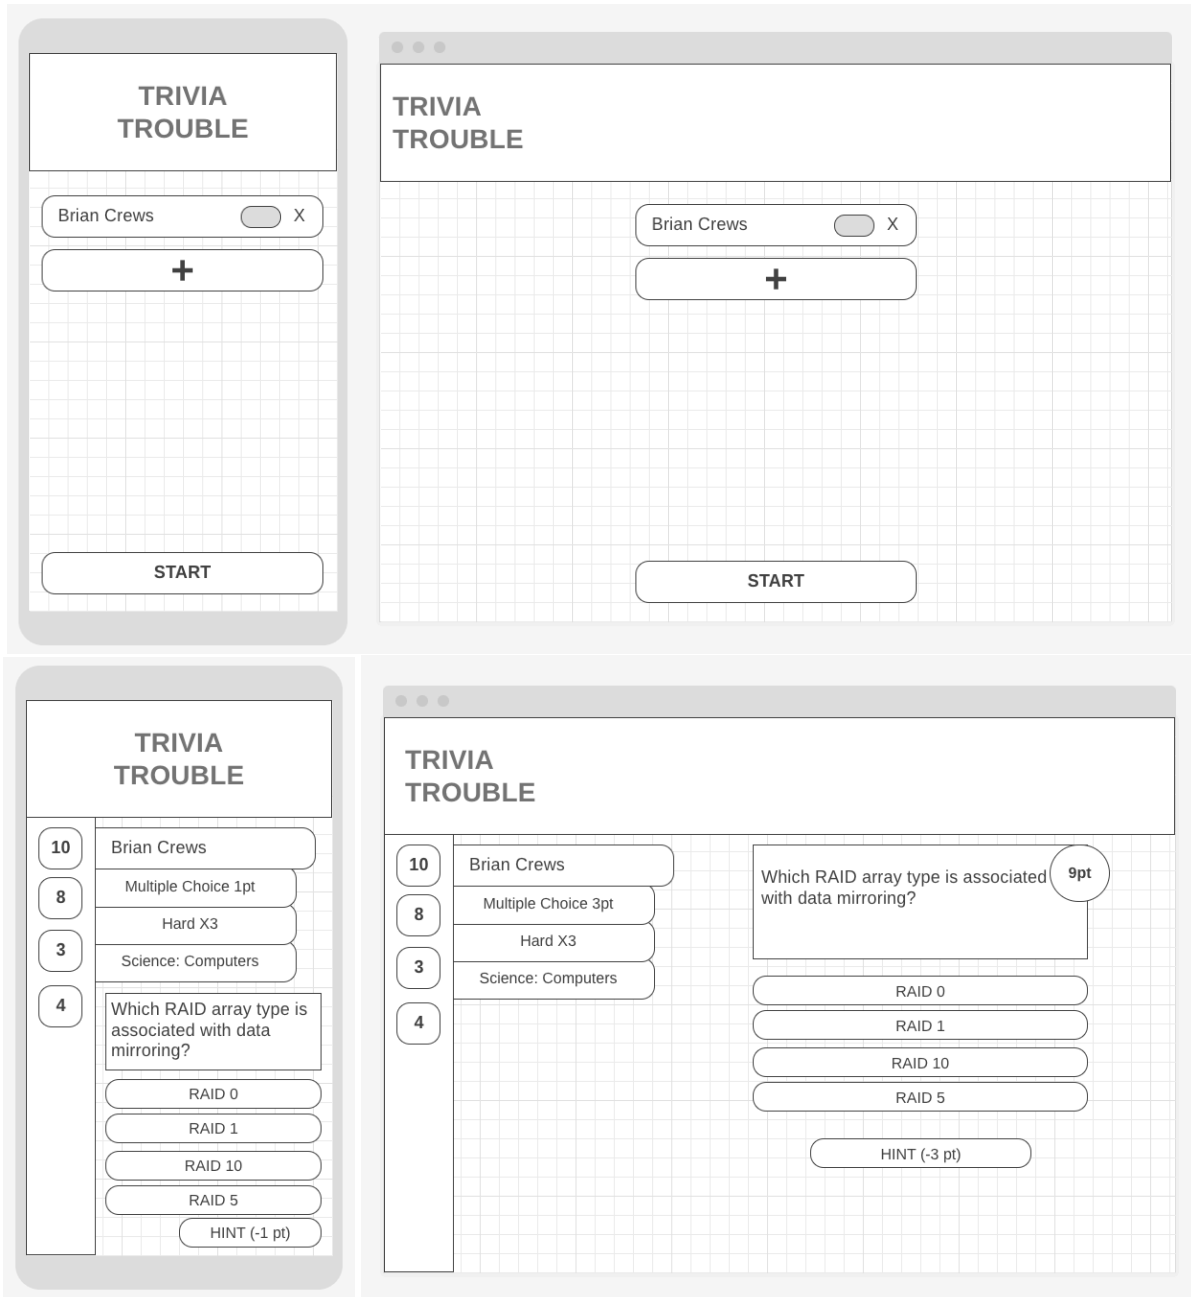 TRIVIA
TROUBLE
Brian Crews X
+
START
TRIVIA
TROUBLE
Brian Crews X
+
START
TRIVIA
TROUBLE
10
8
3
4
Brian Crews
Multiple Choice 1pt
Hard X3
Science: Computers
Which RAID array type is
associated with data
mirroring?
RAID 0
RAID 1
RAID 10
RAID 5
HINT (-1 pt)
TRIVIA
TROUBLE
10
8
3
4
Brian Crews
Multiple Choice 3pt
Hard X3
Science: Computers
Which RAID array type is associated
with data mirroring?
9pt
RAID 0
RAID 1
RAID 10
RAID 5
HINT (-3 pt)